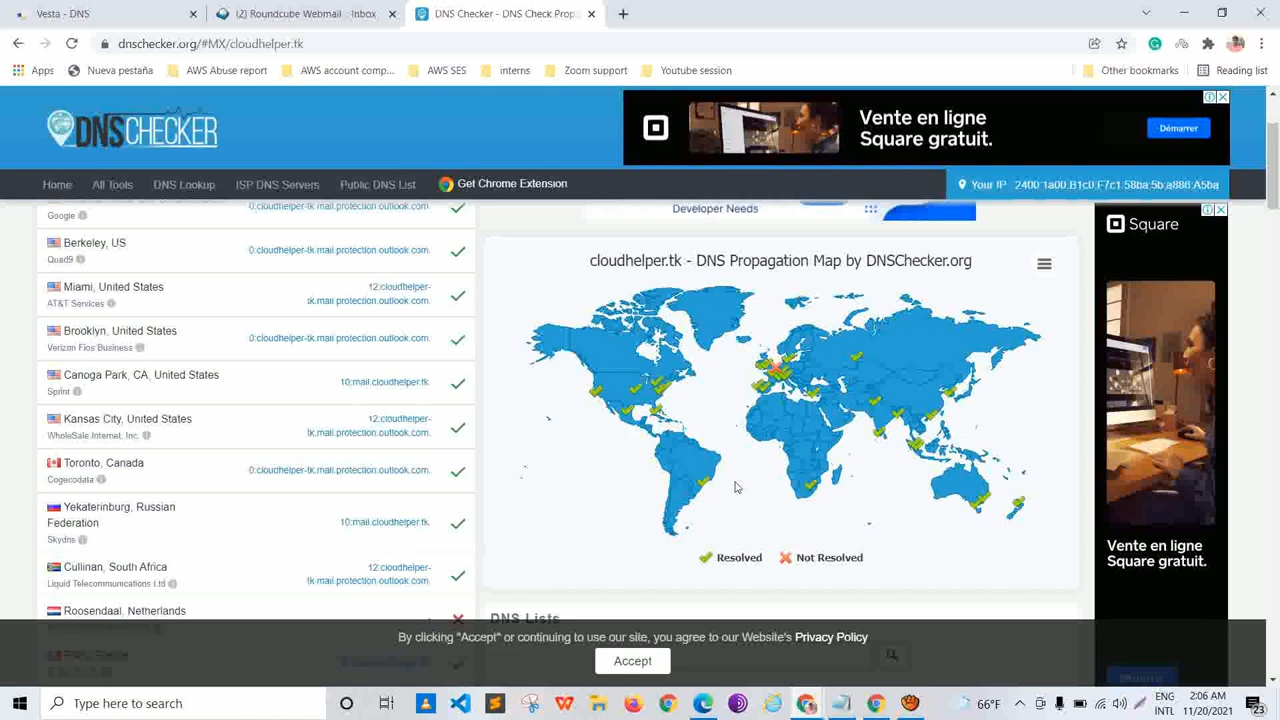 Vesta - DNS
(2) Roundcube Webmail - Inbox
DNS Checker - DNS Check Prop
dnschecker.org/#MX/cloudhelper.tk
Apps
Nueva pestaña
AWS Abuse report
AWS account comp...
AWS SES
interns
Zoom support
Youtube session
Other bookmarks
Reading list
DNSCHECKER
Vente en ligne
Square gratuit.
Démarrer
Home
All Tools
DNS Lookup
ISP DNS Servers
Public DNS List
Get Chrome Extension
Your IP
Google
0:cloudhelper-tk.mail.protection.outlook.com.
Berkeley, US
Quad9
0:cloudhelper-tk.mail.protection.outlook.com.
Miami, United States
AT&T Services
12:cloudhelper-
tk.mail.protection.outlook.com.
Brooklyn, United States
Verizon Fios Business
0:cloudhelper-tk.mail.protection.outlook.com.
Canoga Park, CA, United States
Sprint
10:mail.cloudhelper.tk.
Kansas City, United States
WholeSale Internet, Inc.
12:cloudhelper-
tk.mail.protection.outlook.com.
Toronto, Canada
Cogecodata
0:cloudhelper-tk.mail.protection.outlook.com.
Yekaterinburg, Russian
Federation
Skydns
10:mail.cloudhelper.tk.
Cullinan, South Africa
Liquid Telecommunications Ltd
12:cloudhelper-
tk.mail.protection.outlook.com.
Roosendaal, Netherlands
Developer Needs
cloudhelper.tk - DNS Propagation Map by DNSChecker.org
Resolved
Not Resolved
DNS Lists
Square
Vente en ligne
Square gratuit.
By clicking "Accept" or continuing to use our site, you agree to our Website's Privacy Policy
Accept
Type here to search
66°F
ENG
INTL
2:06 AM
11/20/2021
23